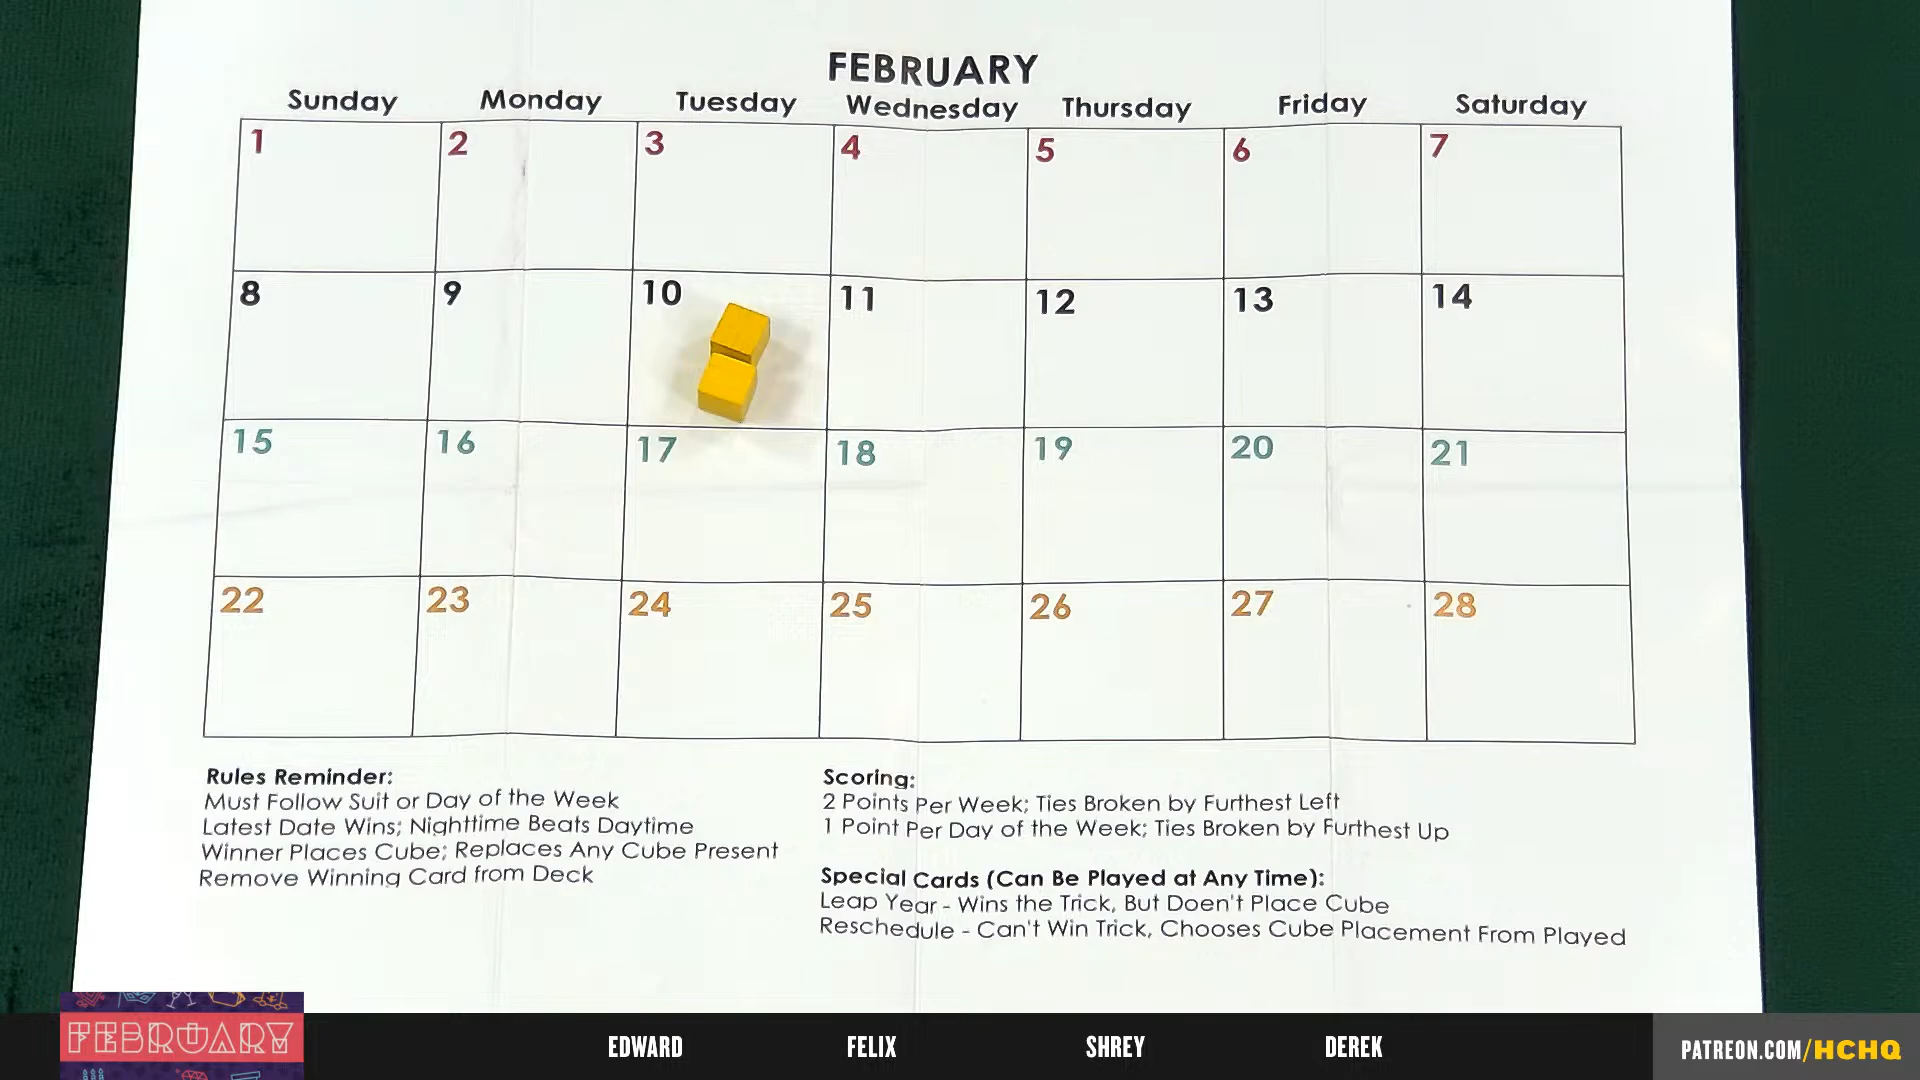 FEBRUARY
Sunday Monday Tuesday Wednesday Thursday Friday Saturday
1 2 3 4 5 6 7
8 9 10 11 12 13 14
15 16 17 18 19 20 21
22 23 24 25 26 27 28
Rules Reminder:
Must Follow Suit or Day of the Week
Latest Date Wins; Nighttime Beats Daytime
Winner Places Cube; Replaces Any Cube Present
Remove Winning Card from Deck
Scoring:
2 Points Per Week; Ties Broken by Furthest Left
1 Point Per Day of the Week; Ties Broken by Furthest Up
Special Cards (Can Be Played at Any Time):
Leap Year - Wins the Trick, But Doen't Place Cube
Reschedule - Can't Win Trick, Chooses Cube Placement From Played
FEBRUARY
EDWARD FELIX SHREY DEREK
PATREON.COM/HCHQ